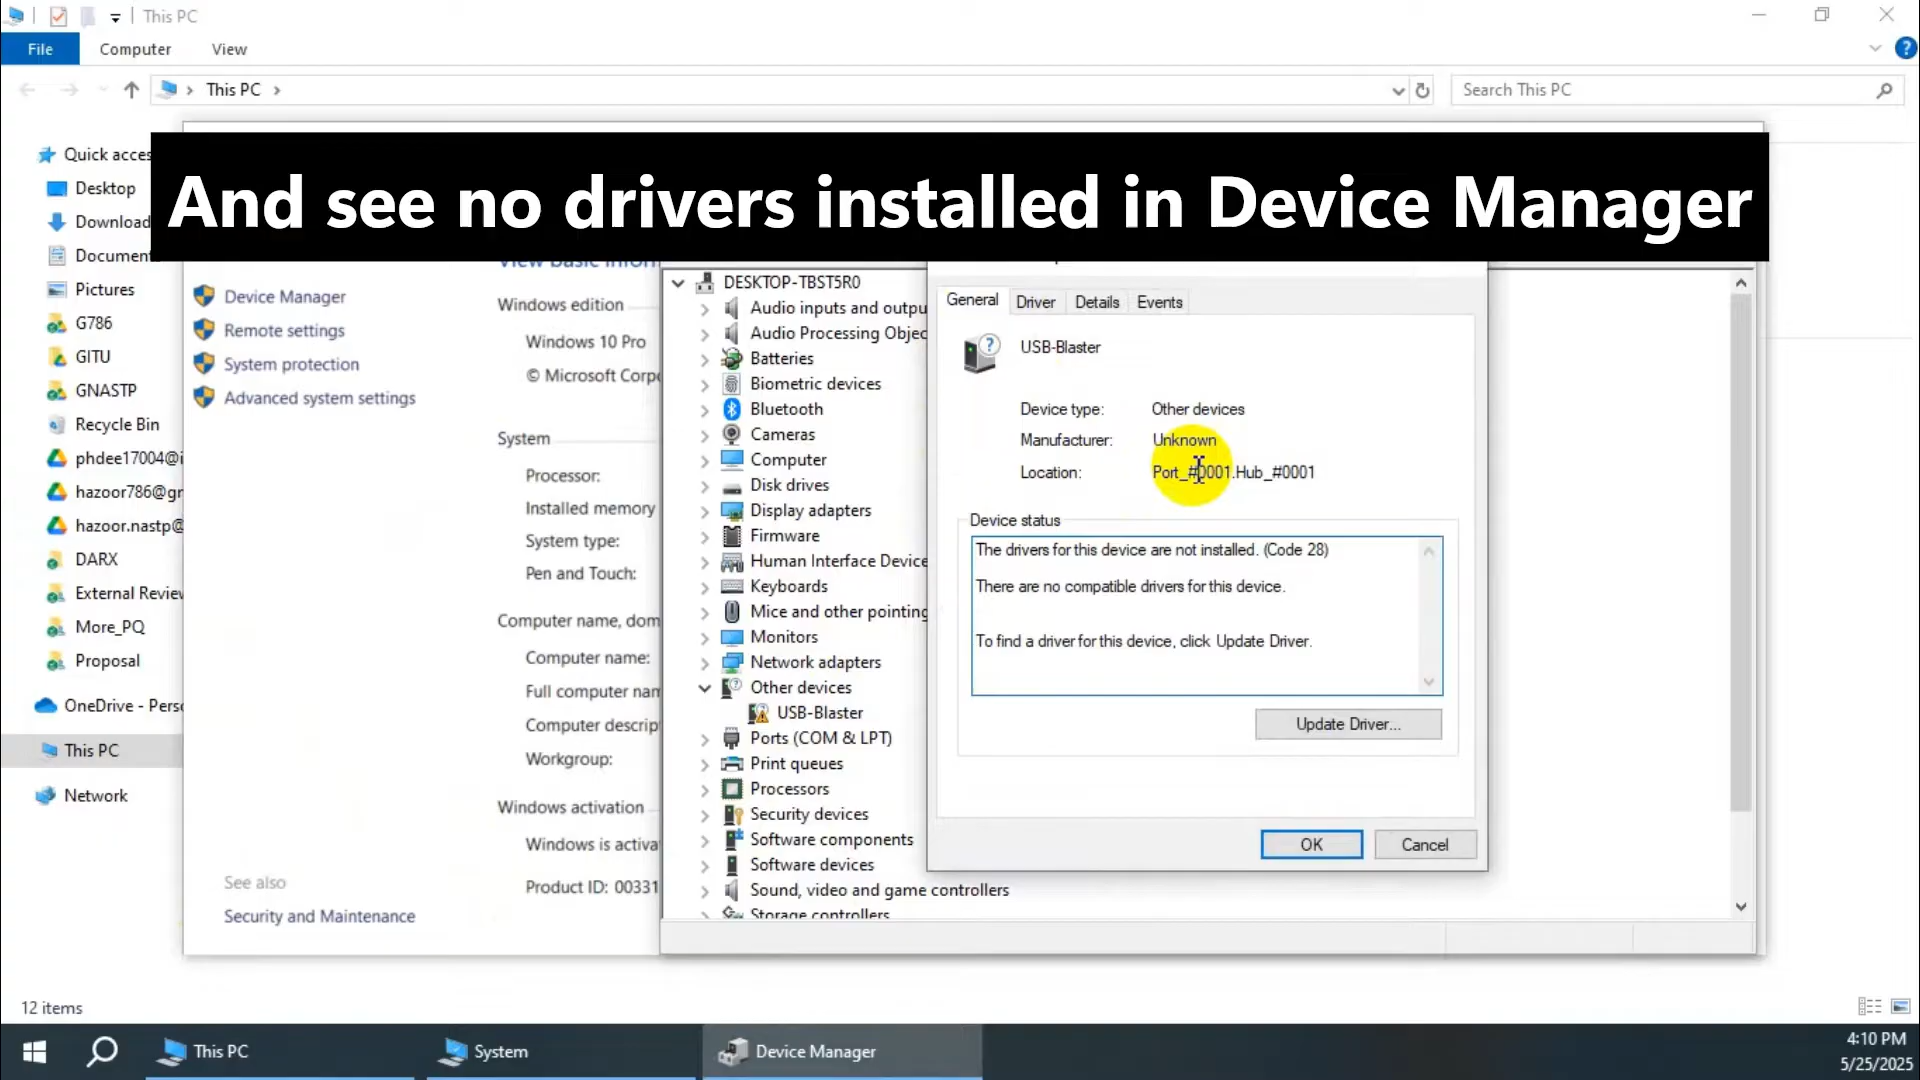 This PC
File
Computer
View
This PC
Search This PC
And see no drivers installed in Device Manager
Quick
Desktop
Download
Document
Pictures
G786
GITU
GNASTP
Recycle Bin
phdee17004@i
hazoor786@gr
hazoor.nastp@
DARX
External
More_PQ
Proposal
OneDrive - Perso
This PC
Network
12 items
Device Manager
Remote settings
System protection
Advanced system settings
See also
Security and Maintenance
View basic
Windows edition
Windows 10 Pro
© Microsoft
System
Processor:
Installed memory
System type:
Pen and Touch:
Computer name, dom
Computer name:
Full computer
Computer
Workgroup:
Windows activation
Windows is
Product ID: 00331
DESKTOP-TBST5R0
Audio inputs and outpu
Audio Processing Objec
Batteries
Biometric devices
Bluetooth
Cameras
Computer
Disk drives
Display adapters
Firmware
Human Interface Device
Keyboards
Mice and other pointing
Monitors
Network adapters
Other devices
USB-Blaster
Ports (COM & LPT)
Print queues
Processors
Security devices
Software components
Software devices
Sound, video and game controllers
Storage controllers
General
Driver
Details
Events
USB-Blaster
Device type: Other devices
Manufacturer: Unknown
Location: Port_#0001.Hub_#0001
Device status
The drivers for this device are not installed. (Code 28)
There are no compatible drivers for this device.
To find a driver for this device, click Update Driver.
Update Driver...
OK
Cancel
This PC
System
Device Manager
4:10 PM
5/25/2025